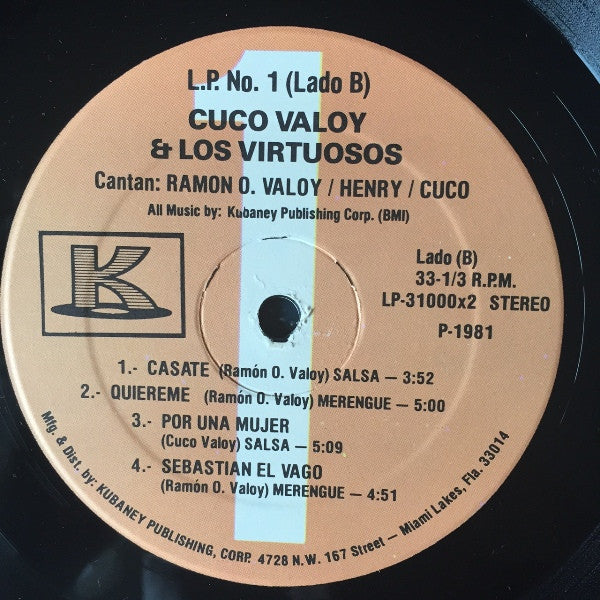 L.P. No. 1 (Lado B)
CUCO VALOY
& LOS VIRTUOSOS
Cantan: RAMON O. VALOY / HENRY / CUCO
All Music by: Kubaney Publishing Corp. (BMI)
K
Lado (B)
33-1/3 R.P.M.
LP-31000x2 STEREO
P-1981
1
1.- CASATE (Ramón O. Valoy) SALSA — 3:52
2.- QUIEREME (Ramón O. Valoy) MERENGUE — 5:00
3.- POR UNA MUJER
(Cuco Valoy) SALSA — 5:09
4.- SEBASTIAN EL VAGO
(Ramón O. Valoy) MERENGUE — 4:51
Mfg. & Dist. by: KUBANEY PUBLISHING, CORP. 4728 N.W. 167 Street — Miami Lakes, Fla. 33014